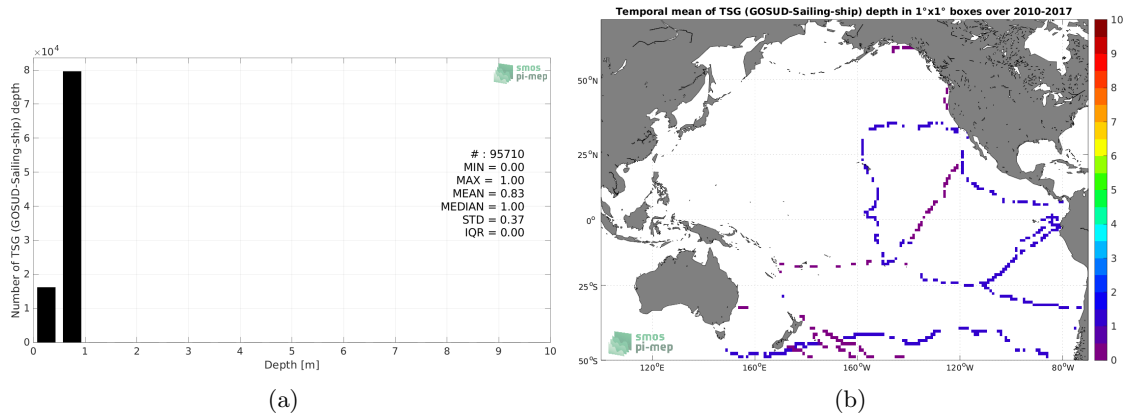 ×10⁴
8
7
6
5
4
3
2
1
0
Number of TSG (GOSUD-Sailing-ship) depth
smos
pi-mep
# : 95710
MIN = 0.00
MAX = 1.00
MEAN = 0.83
MEDIAN = 1.00
STD = 0.37
IQR = 0.00
0 1 2 3 4 5 6 7 8 9 10
Depth [m]
(a)
Temporal mean of TSG (GOSUD-Sailing-ship) depth in 1°x1° boxes over 2010-2017
50°N
25°N
0°
25°S
50°S
smos
pi-mep
120°W
160°W
160°W
120°W
80°W
10
9
8
7
6
5
4
3
2
1
0
(b)